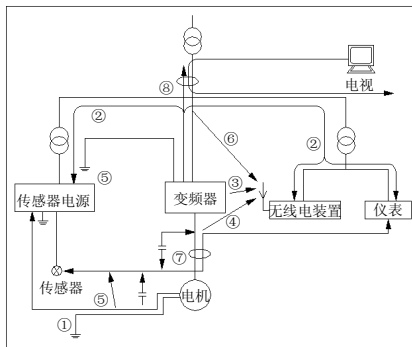 电视
⑧
②
⑥
②
⑤
传感器电源
变频器
③
④
无线电装置
仪表
⑦
传感器
⑤
电机
①